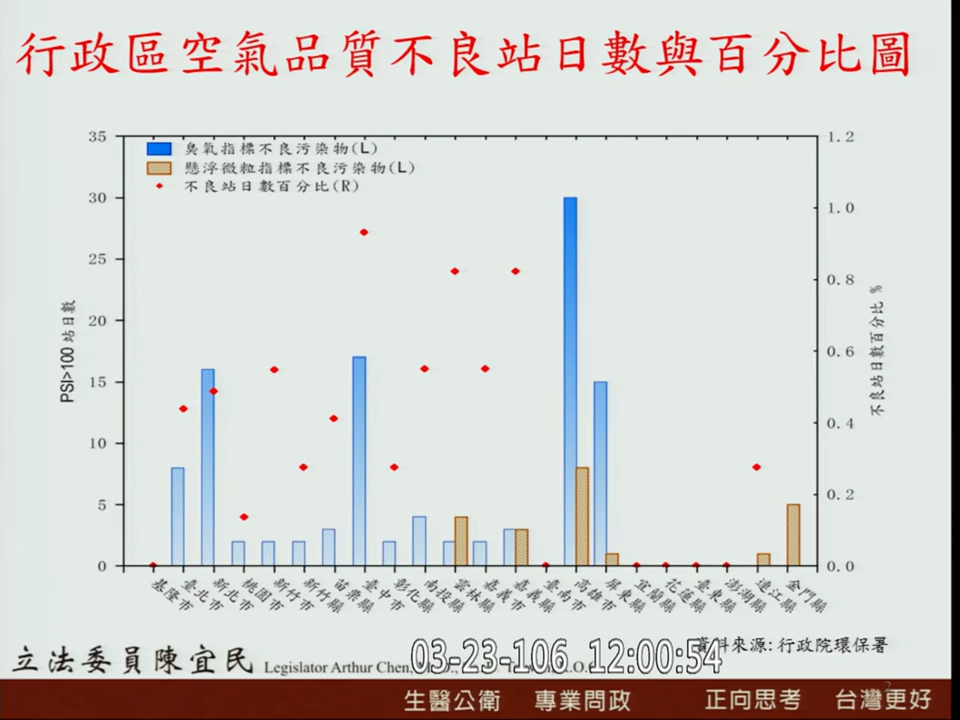 行政區空氣品質不良站日數與百分比圖
35
30
25
20
15
10
5
0
PSI>100 站日數
臭氧指標不良污染物(L)
懸浮微粒指標不良污染物(L)
不良站日數百分比(R)
1.2
1.0
0.8
0.6
0.4
0.2
0.0
不良站日數百分比 %
基隆市
臺北市
新北市
桃園市
新竹市
新竹縣
苗栗縣
臺中市
彰化縣
南投縣
雲林縣
嘉義市
嘉義縣
臺南市
高雄市
屏東縣
宜蘭縣
花蓮縣
臺東縣
澎湖縣
連江縣
金門縣
資料來源: 行政院環保署
立法委員陳宜民 Legislator Arthur Chen,
03-23-106 12:00:54
2
生醫公衛 專業問政 正向思考 台灣更好